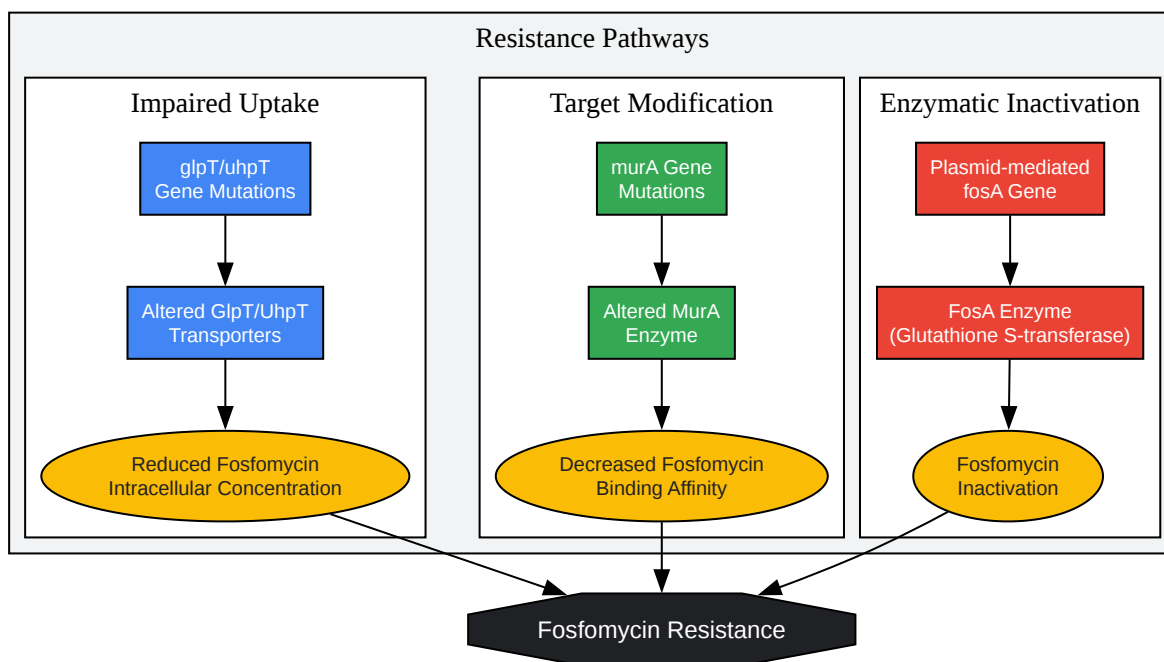 Resistance Pathways
Impaired Uptake
glpT/uhpT
Gene Mutations
Altered GlpT/UhpT
Transporters
Reduced Fosfomycin
Intracellular Concentration
Target Modification
murA Gene
Mutations
Altered MurA
Enzyme
Decreased Fosfomycin
Binding Affinity
Enzymatic Inactivation
Plasmid-mediated
fosA Gene
FosA Enzyme
(Glutathione S-transferase)
Fosfomycin
Inactivation
Fosfomycin Resistance